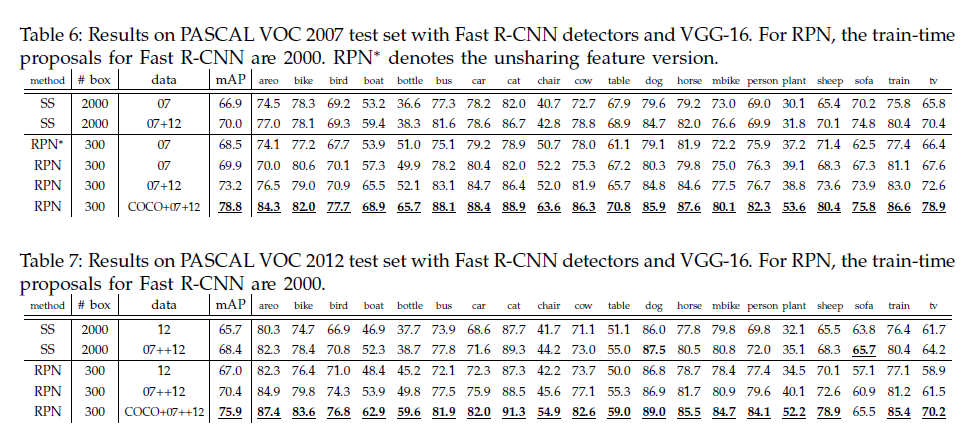 Table 6: Results on PASCAL VOC 2007 test set with Fast R-CNN detectors and VGG-16. For RPN, the train-time
proposals for Fast R-CNN are 2000. RPN* denotes the unsharing feature version.
method # box data mAP areo bike bird boat bottle bus car cat chair cow table dog horse mbike person plant sheep sofa train tv
SS 2000 07 66.9 74.5 78.3 69.2 53.2 36.6 77.3 78.2 82.0 40.7 72.7 67.9 79.6 79.2 73.0 69.0 30.1 65.4 70.2 75.8 65.8
SS 2000 07+12 70.0 77.0 78.1 69.3 59.4 38.3 81.6 78.6 86.7 42.8 78.8 68.9 84.7 82.0 76.6 69.9 31.8 70.1 74.8 80.4 70.4
RPN* 300 07 68.5 74.1 77.2 67.7 53.9 51.0 75.1 79.2 78.9 50.7 78.0 61.1 79.1 81.9 72.2 75.9 37.2 71.4 62.5 77.4 66.4
RPN 300 07 69.9 70.0 80.6 70.1 57.3 49.9 78.2 80.4 82.0 52.2 75.3 67.2 80.3 79.8 75.0 76.3 39.1 68.3 67.3 81.1 67.6
RPN 300 07+12 73.2 76.5 79.0 70.9 65.5 52.1 83.1 84.7 86.4 52.0 81.9 65.7 84.8 84.6 77.5 76.7 38.8 73.6 73.9 83.0 72.6
RPN 300 COCO+07+12 78.8 84.3 82.0 77.7 68.9 65.7 88.1 88.4 88.9 63.6 86.3 70.8 85.9 87.6 80.1 82.3 53.6 80.4 75.8 86.6 78.9
Table 7: Results on PASCAL VOC 2012 test set with Fast R-CNN detectors and VGG-16. For RPN, the train-time
proposals for Fast R-CNN are 2000.
method # box data mAP areo bike bird boat bottle bus car cat chair cow table dog horse mbike person plant sheep sofa train tv
SS 2000 12 65.7 80.3 74.7 66.9 46.9 37.7 73.9 68.6 87.7 41.7 71.1 51.1 86.0 77.8 79.8 69.8 32.1 65.5 63.8 76.4 61.7
SS 2000 07++12 68.4 82.3 78.4 70.8 52.3 38.7 77.8 71.6 89.3 44.2 73.0 55.0 87.5 80.5 80.8 72.0 35.1 68.3 65.7 80.4 64.2
RPN 300 12 67.0 82.3 76.4 71.0 48.4 45.2 72.1 72.3 87.3 42.2 73.7 50.0 86.8 78.7 78.4 77.4 34.5 70.1 57.1 77.1 58.9
RPN 300 07++12 70.4 84.9 79.8 74.3 53.9 49.8 77.5 75.9 88.5 45.6 77.1 55.3 86.9 81.7 80.9 79.6 40.1 72.6 60.9 81.2 61.5
RPN 300 COCO+07++12 75.9 87.4 83.6 76.8 62.9 59.6 81.9 82.0 91.3 54.9 82.6 59.0 89.0 85.5 84.7 84.1 52.2 78.9 65.5 85.4 70.2